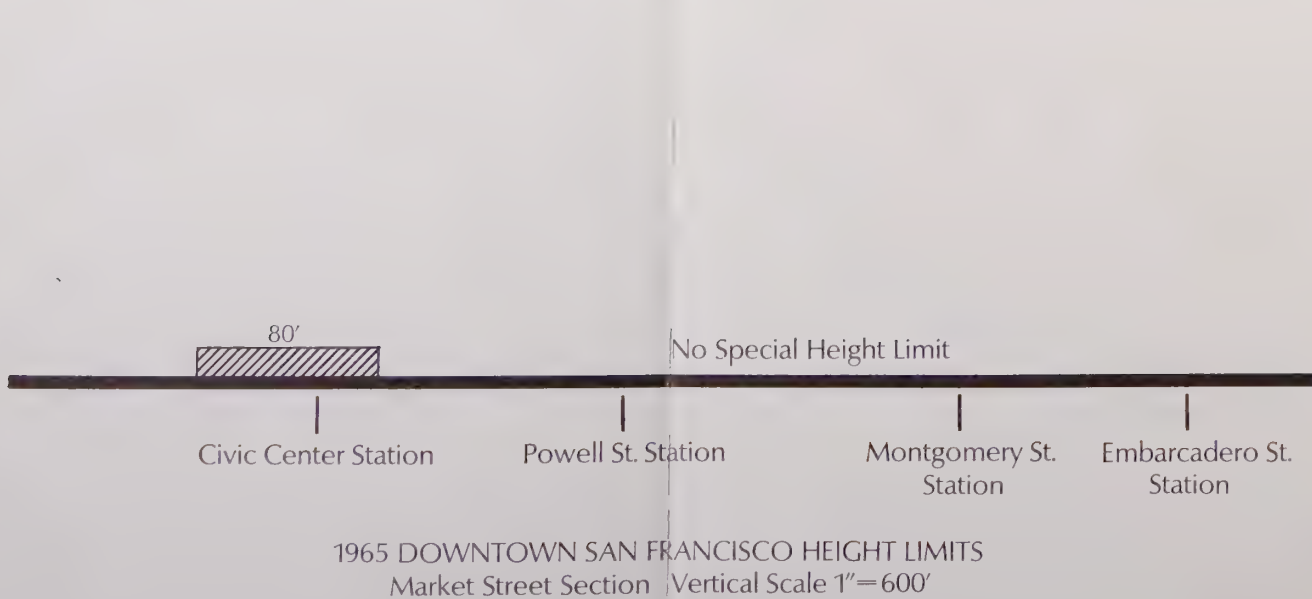 80′
No Special Height Limit
Civic Center Station
Powell St. Station
Montgomery St.
Station
Embarcadero St.
Station
1965 DOWNTOWN SAN FRANCISCO HEIGHT LIMITS
Market Street Section Vertical Scale 1″=600′